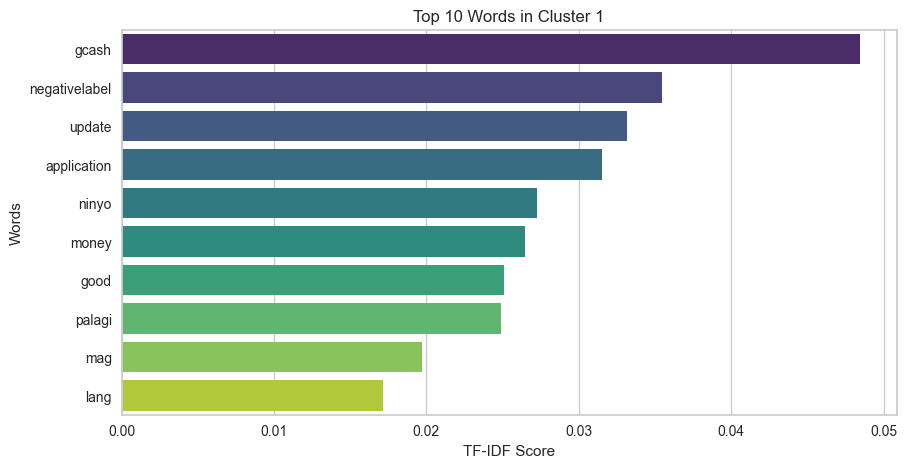 Top 10 Words in Cluster 1
gcash
negativelabel
update
application
ninyo
money
good
palagi
mag
lang
Words
0.00 0.01 0.02 0.03 0.04 0.05
TF-IDF Score